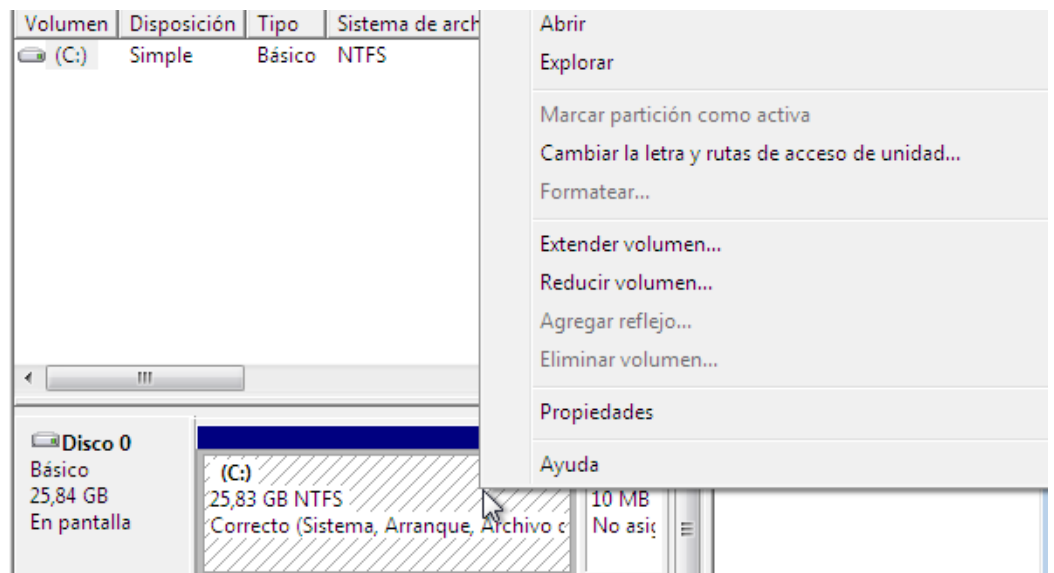 Volumen Disposición Tipo Sistema de arch
(C:) Simple Básico NTFS
Abrir
Explorar
Marcar partición como activa
Cambiar la letra y rutas de acceso de unidad...
Formatear...
Extender volumen...
Reducir volumen...
Agregar reflejo...
Eliminar volumen...
Propiedades
Ayuda
Disco 0
Básico
25,84 GB
En pantalla
(C:)
25,83 GB NTFS
Correcto (Sistema, Arranque, Archivo c
10 MB
No asig